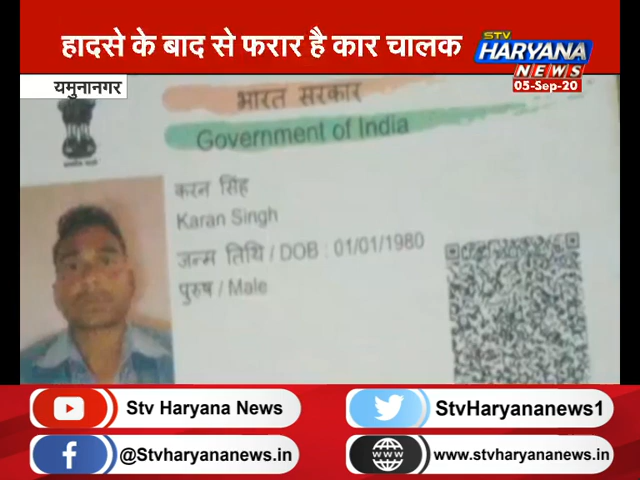 हादसे के बाद से फरार है कार चालक
STV
HARYANA
NEWS
05-Sep-20
यमुनानगर
भारत सरकार
Government of India
करन सिंह
Karan Singh
जन्म तिथि / DOB : 01/01/1980
पुरुष / Male
Stv Haryana News
StvHaryananews1
@Stvharyananews.in
www.stvharyananews.in